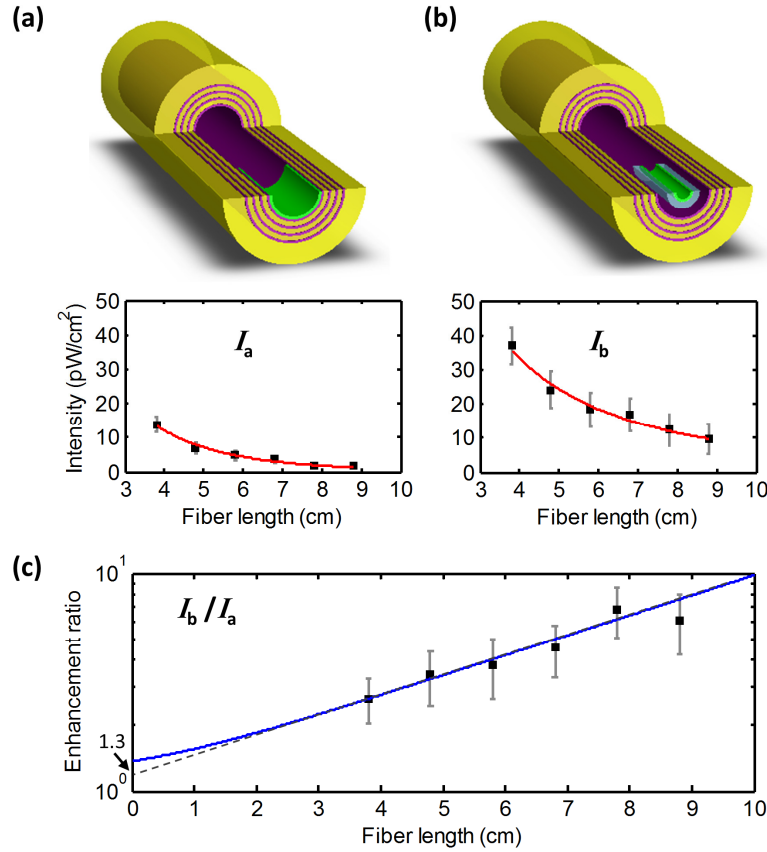 (a)
(b)
50
40
30
20
10
0
3 4 5 6 7 8 9 10
Intensity (pW/cm²)
Fiber length (cm)
Iₐ
50
40
30
20
10
0
3 4 5 6 7 8 9 10
Fiber length (cm)
I_b
(c)
10¹
I_b / Iₐ
Enhancement ratio
1.3
10⁰
0 1 2 3 4 5 6 7 8 9 10
Fiber length (cm)